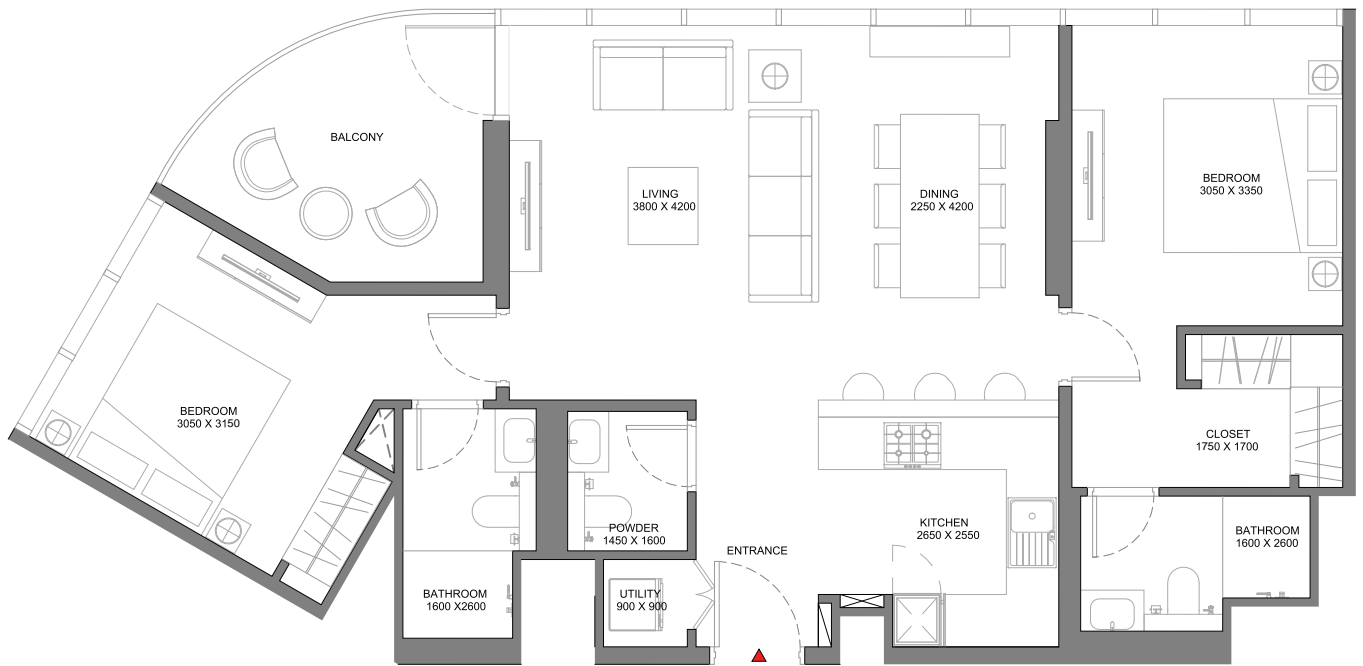 BALCONY
LIVING
3800 X 4200
DINING
2250 X 4200
BEDROOM
3050 X 3350
BEDROOM
3050 X 3150
CLOSET
1750 X 1700
KITCHEN
2650 X 2550
POWDER
1450 X 1600
ENTRANCE
BATHROOM
1600 X 2600
BATHROOM
1600 X2600
UTILITY
900 X 900